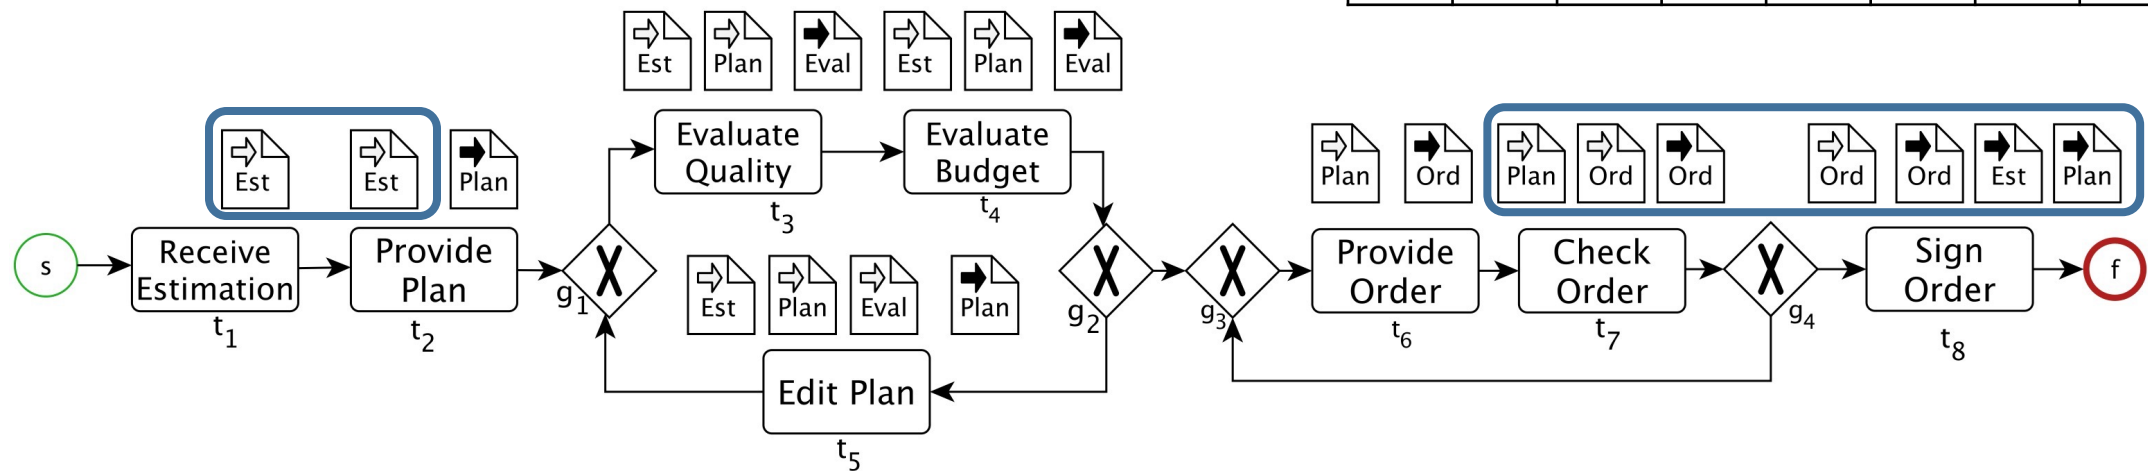 Est Plan Eval Est Plan Eval
Est Est Plan
Evaluate
Quality
t3
Evaluate
Budget
t4
Plan Ord Plan Ord Ord Ord Ord Est Plan
s
Receive
Estimation
t1
Provide
Plan
t2
X
g1
Est Plan Eval Plan
X
g2
X
g3
Provide
Order
t6
Check
Order
t7
X
g4
Sign
Order
t8
f
Edit Plan
t5